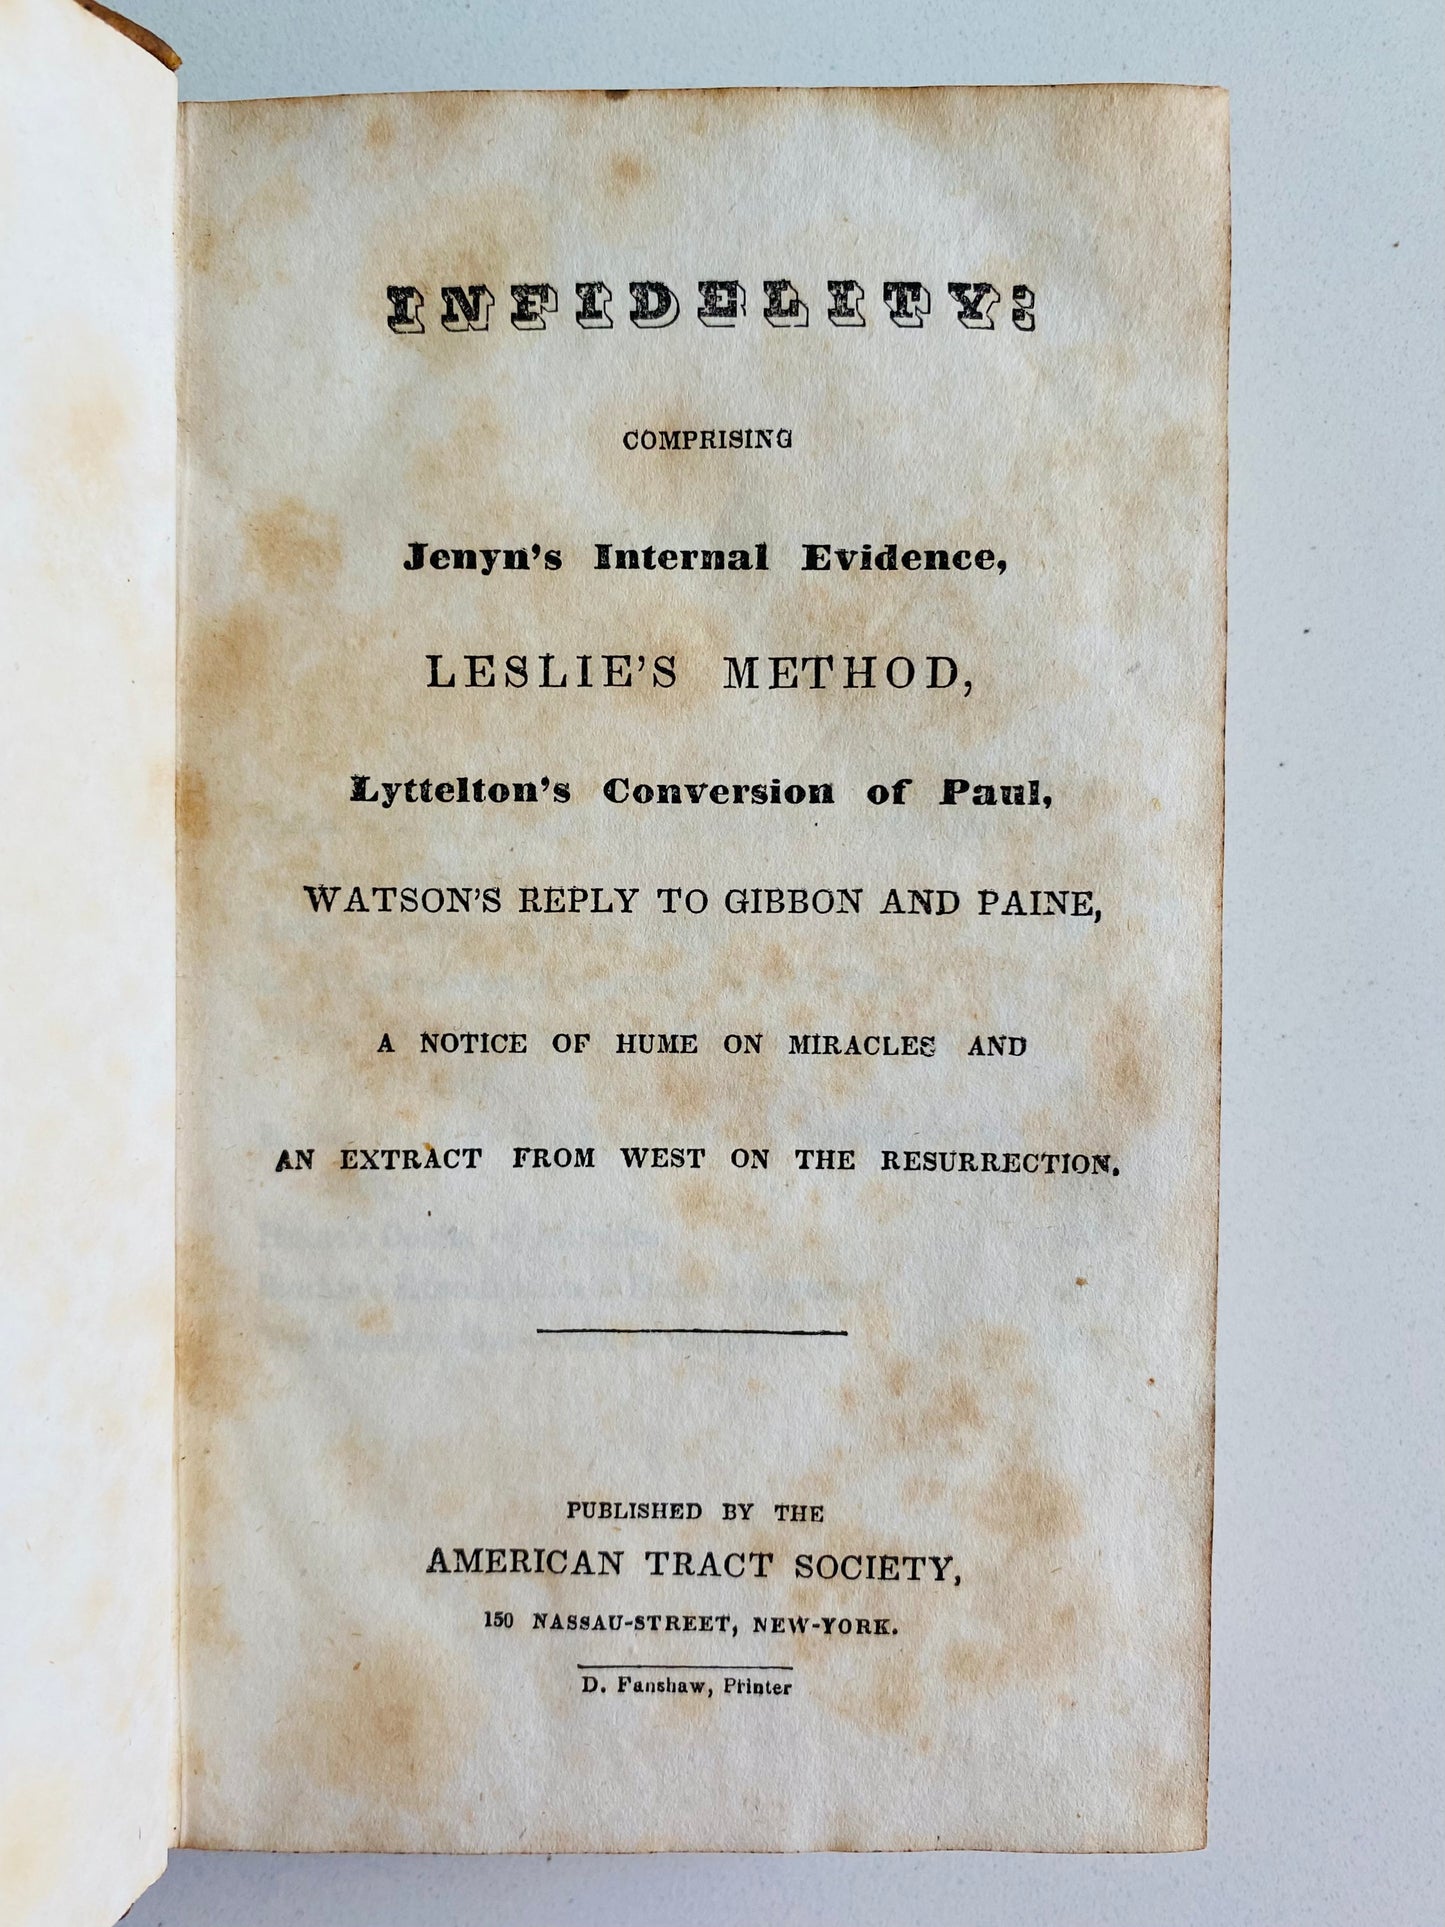 INFIDELITY:
COMPRISING
Jenyn's Internal Evidence,
LESLIE'S METHOD,
Lyttelton's Conversion of Paul,
WATSON'S REPLY TO GIBBON AND PAINE,
A NOTICE OF HUME ON MIRACLES AND
AN EXTRACT FROM WEST ON THE RESURRECTION.
PUBLISHED BY THE
AMERICAN TRACT SOCIETY,
150 NASSAU-STREET, NEW-YORK.
D. Fanshaw, Printer